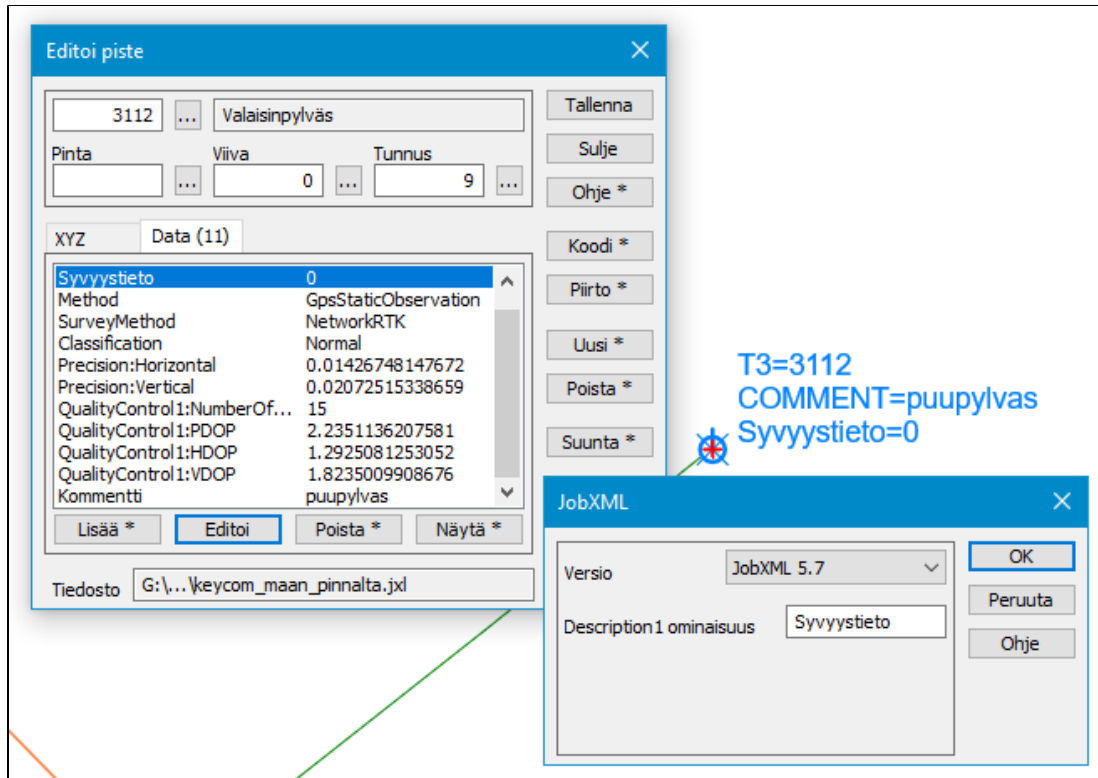 Editoi piste
3112 ... Valaisinpylväs
Pinta Viiva Tunnus
... 0 ... 9 ...
Tallenna
Sulje
Ohje *
XYZ Data (11)
Koodi *
Piirto *
Uusi *
Poista *
Suunta *
Syvyystieto 0
Method GpsStaticObservation
SurveyMethod NetworkRTK
Classification Normal
Precision:Horizontal 0.01426748147672
Precision:Vertical 0.02072515338659
QualityControl1:NumberOf... 15
QualityControl1:PDOP 2.2351136207581
QualityControl1:HDOP 1.2925081253052
QualityControl1:VDOP 1.8235009908676
Kommentti puupylvas
Lisää * Editoi Poista * Näytä *
Tiedosto G:\...\keycom_maan_pinnalta.jxl
T3=3112
COMMENT=puupylvas
Syvyystieto=0
JobXML
Versio JobXML 5.7
Description1 ominaisuus Syvyystieto
OK
Peruuta
Ohje